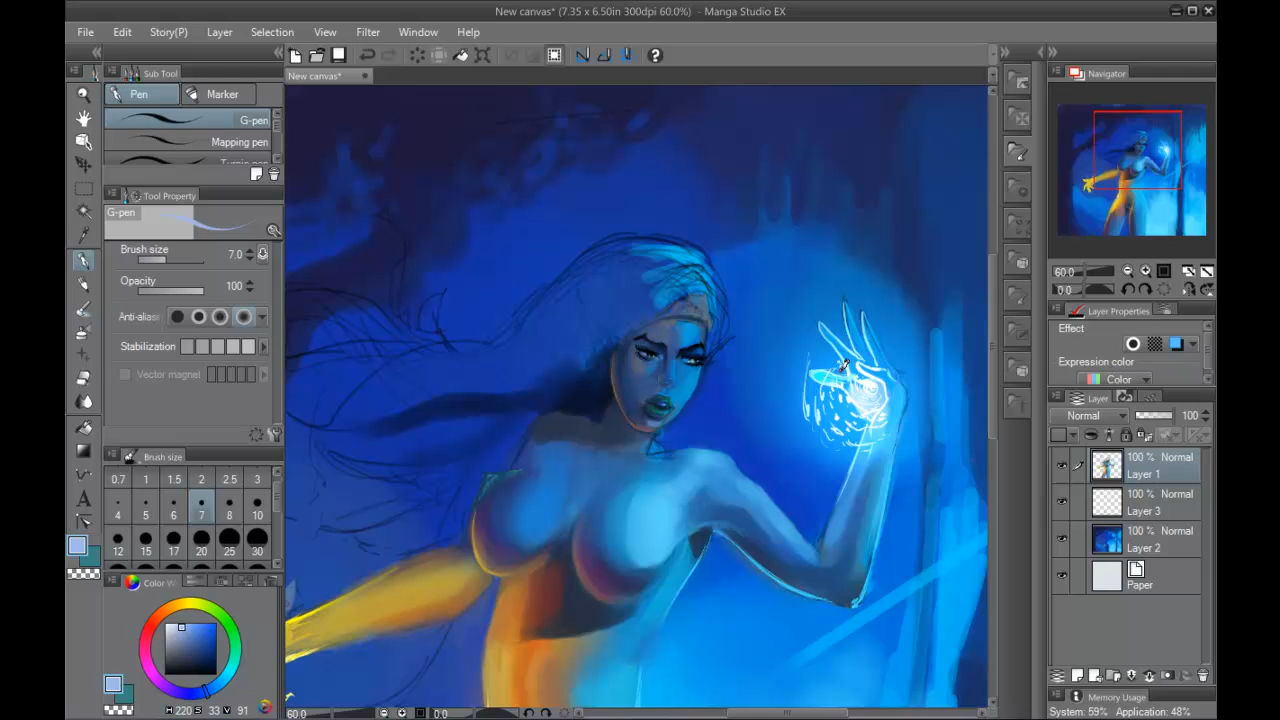 New canvas* (7.35 x 6.50in 300dpi 60.0%) - Manga Studio EX
File Edit Story(P) Layer Selection View Filter Window Help
Sub Tool
New canvas*
Navigator
Pen Marker
G-pen
Mapping pen
Tool Property
G-pen
Brush size 7.0
Opacity 100
Anti-alias
Stabilization
Vector magnet
Brush size
0.7 1 1.5 2 2.5 3
4 5 6 7 8 10
12 15 17 20 25 30
Color W
H 220 S 33 V 91
60.0 0.0
60.0
0.0
Layer Properties
Effect
Expression color
Color
Layer
Normal 100
100 % Normal
Layer 1
100 % Normal
Layer 3
100 % Normal
Layer 2
Paper
Memory Usage
System: 59% Application: 48%